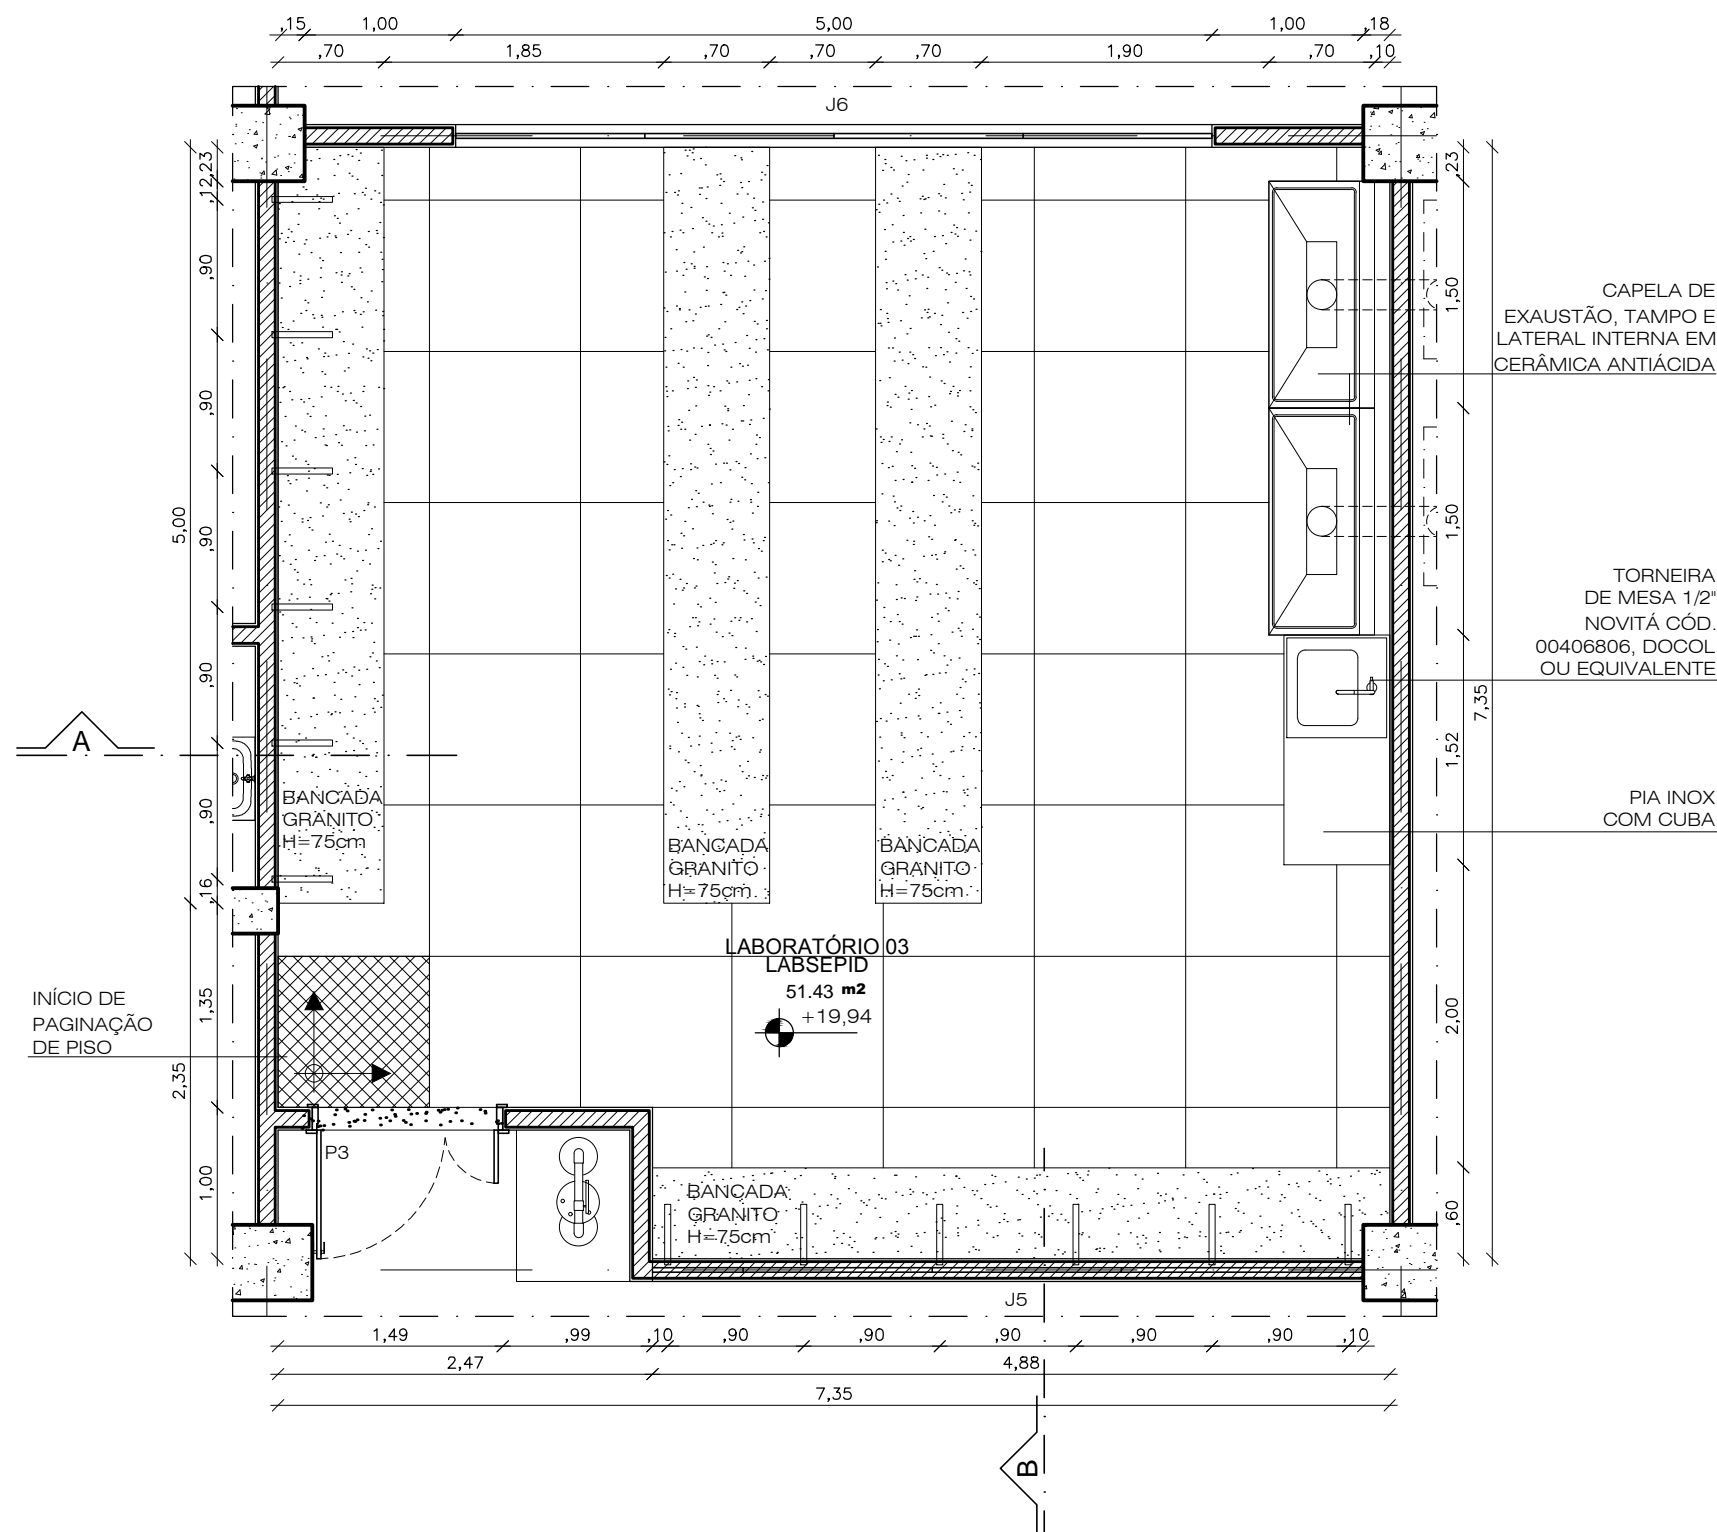 ,15 1,00 5,00 1,00 ,18
,70 1,85 ,70 ,70 ,70 1,90 ,70 ,10
J6
,23
,12
,90
,90
,90
,90
,90
,16
5,00
1,35
2,35
1,00
,23
1,50
1,50
1,52
7,35
2,00
,60
CAPELA DE
EXAUSTÃO, TAMPO E
LATERAL INTERNA EM
CERÂMICA ANTIÁCIDA
TORNEIRA
DE MESA 1/2"
NOVITÁ CÓD.
00406806, DOCOL
OU EQUIVALENTE
PIA INOX
COM CUBA
A
BANCADA
GRANITO
H=75cm
BANCADA
GRANITO
H=75cm
BANCADA
GRANITO
H=75cm
LABORATÓRIO 03
LABSEPID
51.43 m2
+19,94
INÍCIO DE
PAGINAÇÃO
DE PISO
P3
BANCADA
GRANITO
H=75cm
J5
1,49 ,99 ,10 ,90 ,90 ,90 ,90 ,90 ,10
2,47 4,88
7,35
B